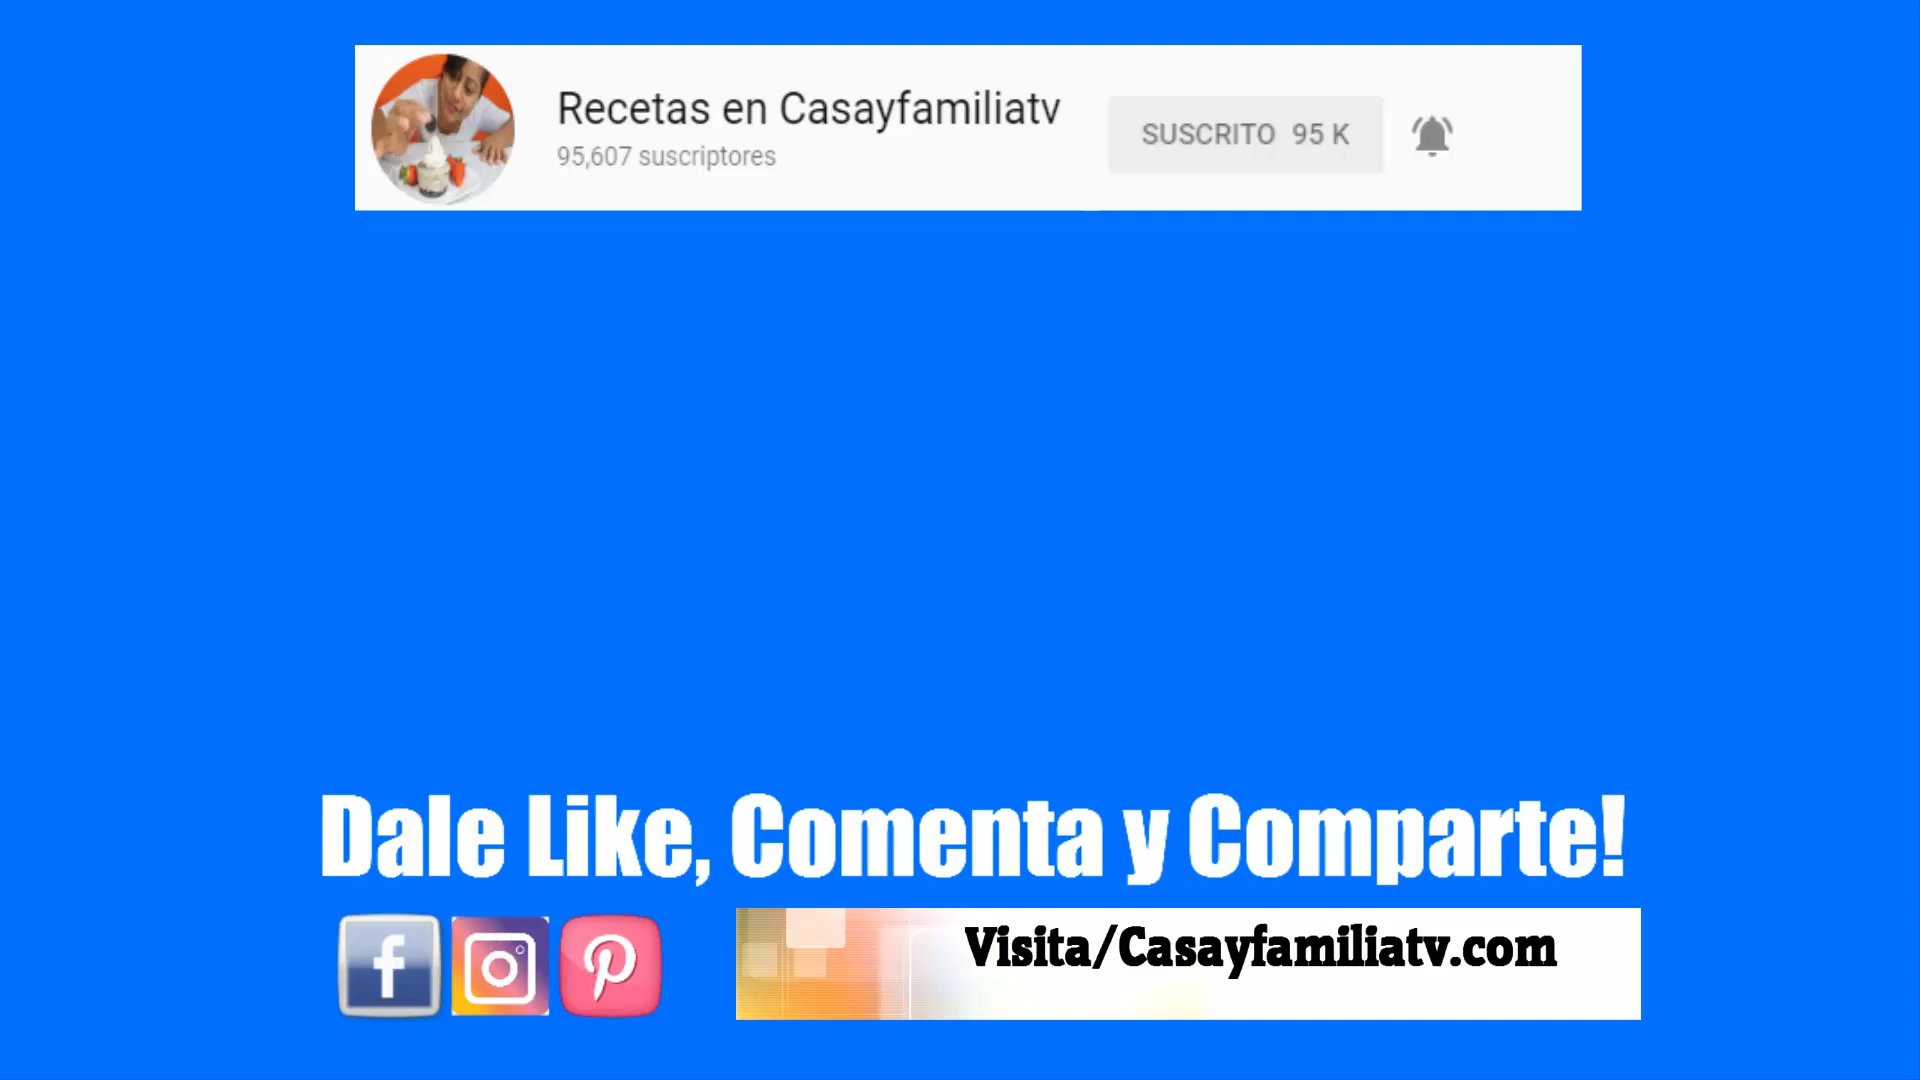 Recetas en Casayfamiliatv
95,607 suscriptores
SUSCRITO 95 K
Dale Like, Comenta y Comparte!
Visita/Casayfamiliatv.com